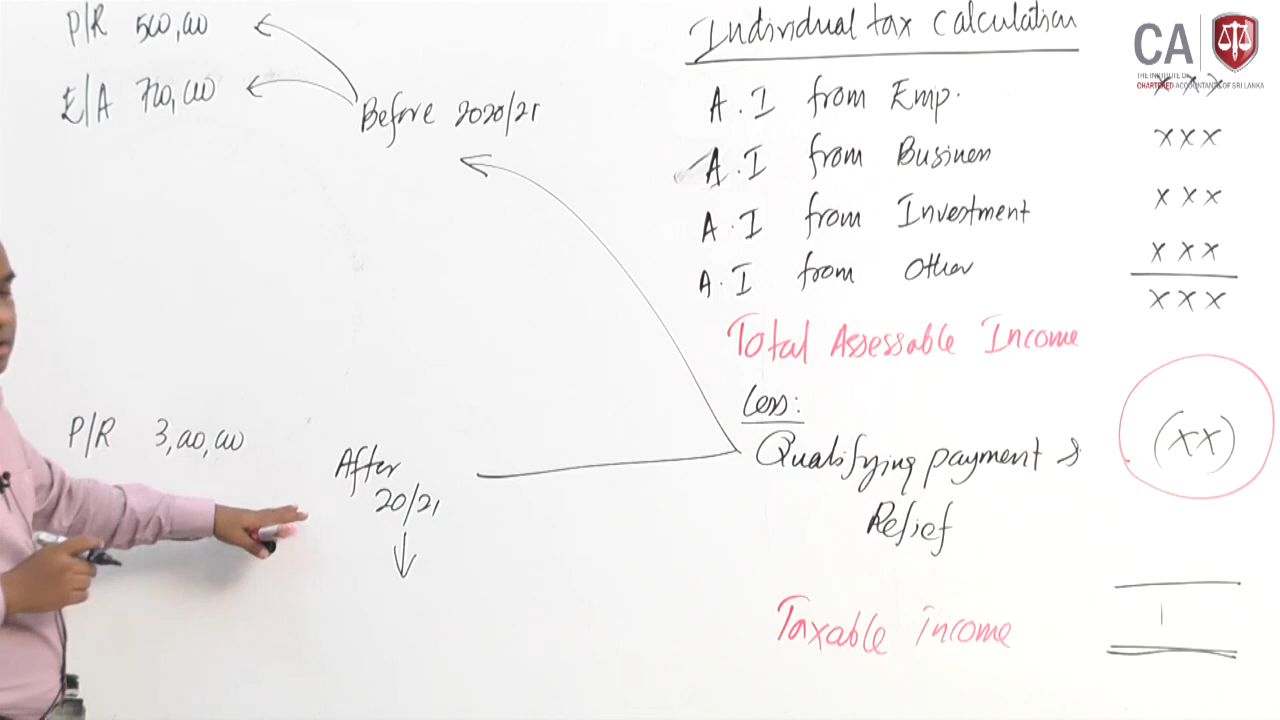 P/R 500,000
E/A 700,000
Before 2020/21
P/R 3,00,000
After
20/21
Individual tax calculation
A.I from Emp. xxx
A.I from Business xxx
A.I from Investment xxx
A.I from Other xxx
xxx
Total Assessable Income
Less:
Qualifying payment & (xx)
Relief
Taxable income
CA
THE INSTITUTE OF
CHARTERED ACCOUNTANTS OF SRI LANKA